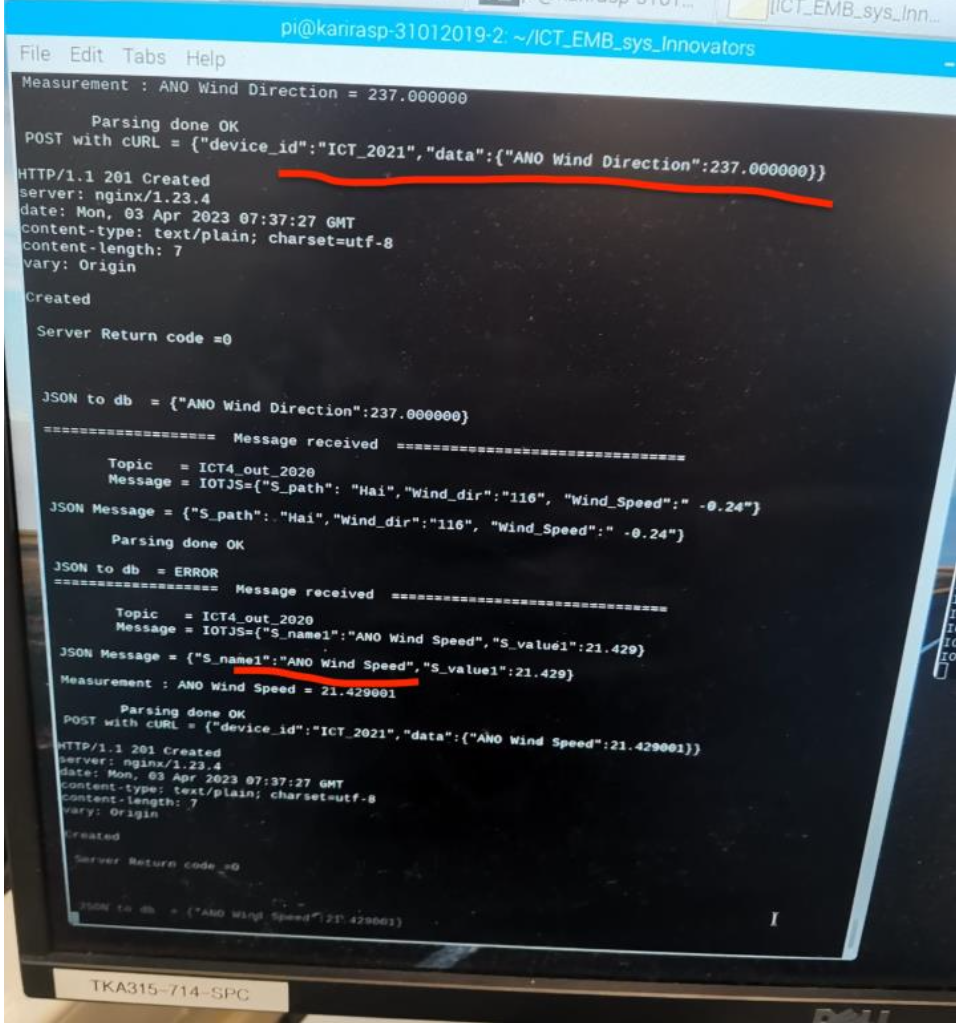 [ICT_EMB_sys_Inn...
pi@karirasp-31012019-2: ~/ICT_EMB_sys_Innovators
File Edit Tabs Help
Measurement : ANO Wind Direction = 237.000000
Parsing done OK
POST with cURL = {"device_id":"ICT_2021","data":{"ANO Wind Direction":237.000000}}
HTTP/1.1 201 Created
server: nginx/1.23.4
date: Mon, 03 Apr 2023 07:37:27 GMT
content-type: text/plain; charset=utf-8
content-length: 7
vary: Origin
Created
Server Return code =0
JSON to db = {"ANO Wind Direction":237.000000}
=================== Message received ================================
Topic = ICT4_out_2020
Message = IOTJS={"S_path": "Hai","Wind_dir":"116", "Wind_Speed":" -0.24"}
JSON Message = {"S_path": "Hai","Wind_dir":"116", "Wind_Speed":" -0.24"}
Parsing done OK
JSON to db = ERROR
=================== Message received ================================
Topic = ICT4_out_2020
Message = IOTJS={"S_name1":"ANO Wind Speed","S_value1":21.429}
JSON Message = {"S_name1":"ANO Wind Speed","S_value1":21.429}
Measurement : ANO Wind Speed = 21.429001
Parsing done OK
POST with cURL = {"device_id":"ICT_2021","data":{"ANO Wind Speed":21.429001}}
HTTP/1.1 201 Created
server: nginx/1.23.4
date: Mon, 03 Apr 2023 07:37:27 GMT
content-type: text/plain; charset=utf-8
content-length: 7
vary: Origin
Created
Server Return code =0
JSON to db = {"ANO Wind Speed":21.429001}
TKA315-714-SPC
DELL